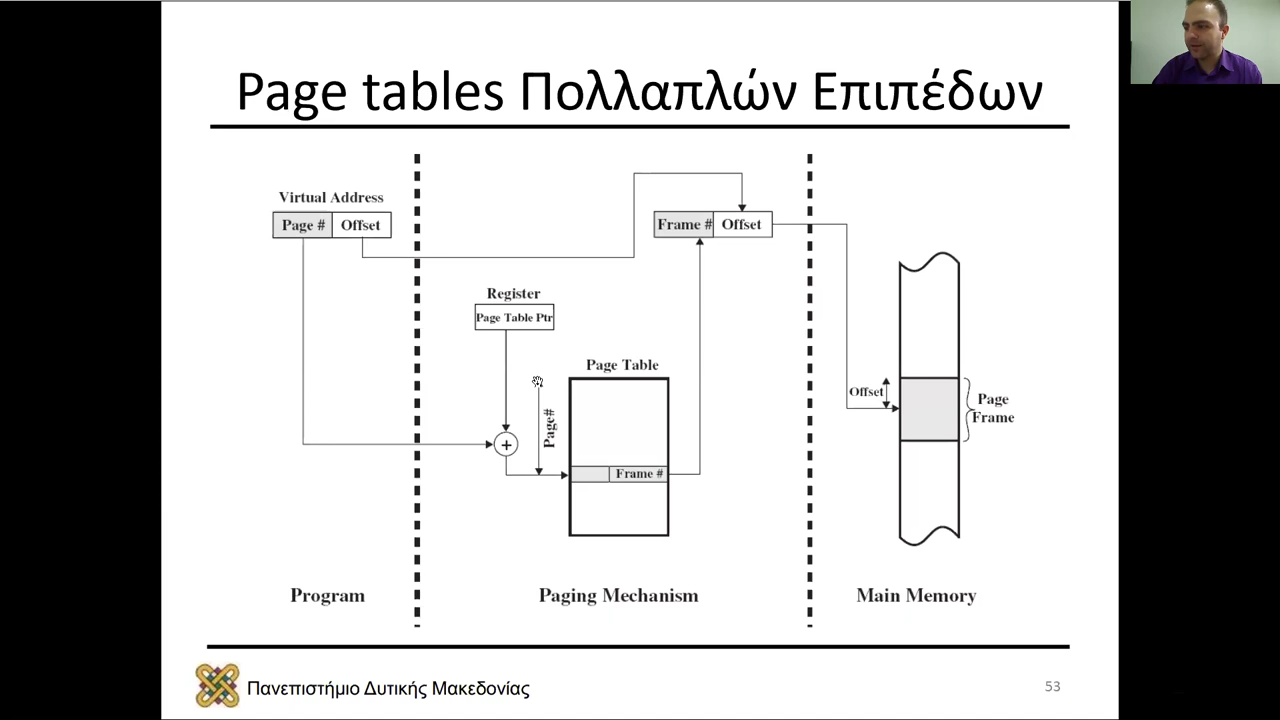 Page tables Πολλαπλών Επιπέδων
Virtual Address
Page # Offset
Frame # Offset
Register
Page Table Ptr
Page Table
Page#
Frame #
Offset
Page
Frame
Program
Paging Mechanism
Main Memory
Πανεπιστήμιο Δυτικής Μακεδονίας
53